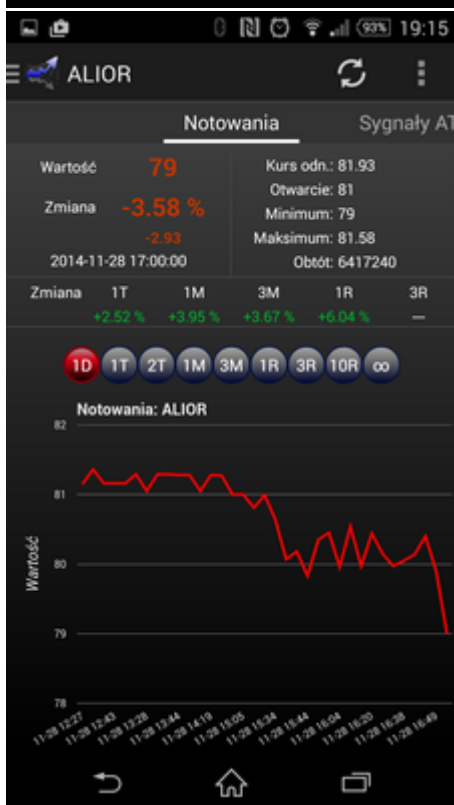 93% 19:15
ALIOR
Notowania Sygnały AT
Wartość 79
Zmiana -3.58 %
-2.93
2014-11-28 17:00:00
Kurs odn.: 81.93
Otwarcie: 81
Minimum: 79
Maksimum: 81.58
Obtót: 6417240
Zmiana 1T 1M 3M 1R 3R
+2.52 % +3.95 % +3.67 % +6.04 % —
1D 1T 2T 1M 3M 1R 3R 10R ∞
Notowania: ALIOR
82
81
80
79
78
Wartość
11-28 12:27
11-28 12:43
11-28 13:28
11-28 13:44
11-28 14:19
11-28 15:05
11-28 15:34
11-28 15:44
11-28 16:04
11-28 16:20
11-28 16:38
11-28 16:49